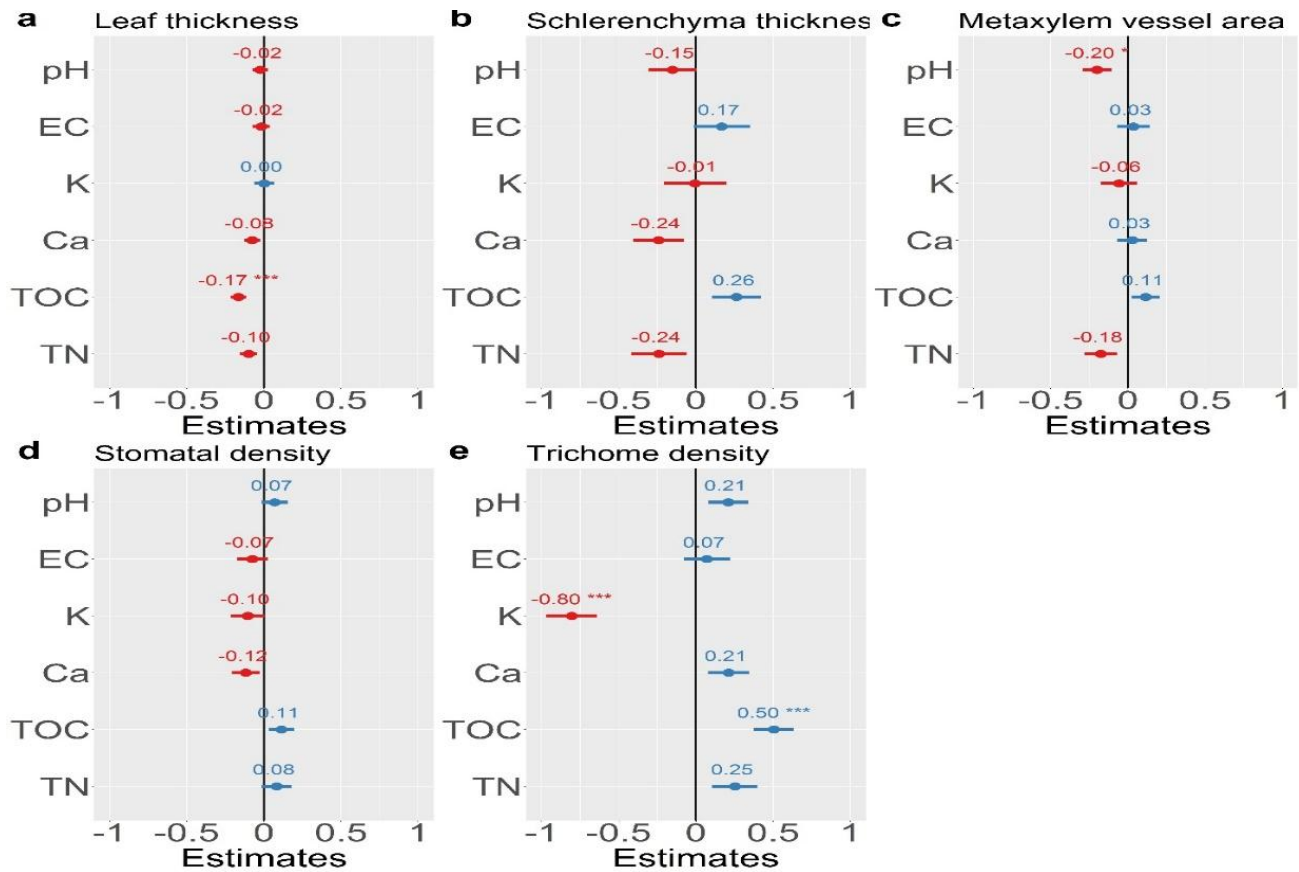 a Leaf thickness
pH -0.02
EC -0.02
K 0.00
Ca -0.08
TOC -0.17 ***
TN -0.10
-1 -0.5 0 0.5 1
Estimates
b Schlerenchyma thicknes
pH -0.15
EC 0.17
K -0.01
Ca -0.24
TOC 0.26
TN -0.24
-1 -0.5 0 0.5 1
Estimates
c Metaxylem vessel area
pH -0.20 *
EC 0.03
K -0.06
Ca 0.03
TOC 0.11
TN -0.18
-1 -0.5 0 0.5 1
Estimates
d Stomatal density
pH 0.07
EC -0.07
K -0.10
Ca -0.12
TOC 0.11
TN 0.08
-1 -0.5 0 0.5 1
Estimates
e Trichome density
pH 0.21
EC 0.07
K -0.80 ***
Ca 0.21
TOC 0.50 ***
TN 0.25
-1 -0.5 0 0.5 1
Estimates